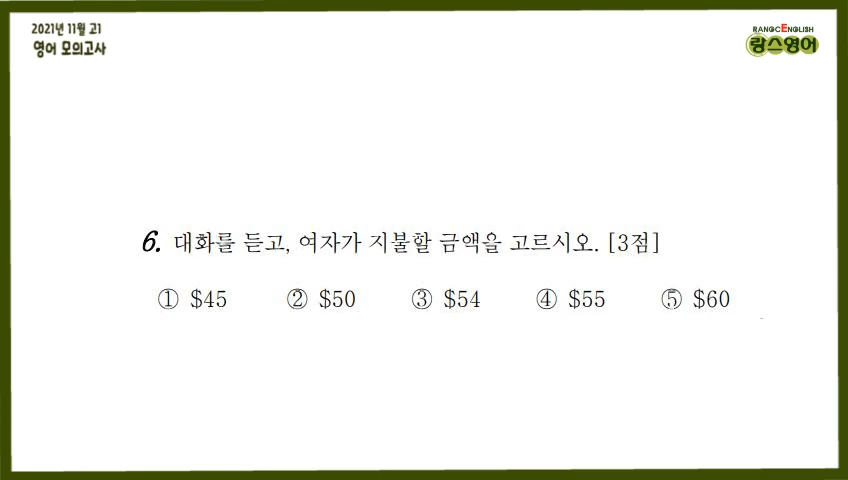 2021년 11월 고1
영어 모의고사
RANGCENGLISH
랑스영어
6. 대화를 듣고, 여자가 지불할 금액을 고르시오. [3점]
① $45 ② $50 ③ $54 ④ $55 ⑤ $60